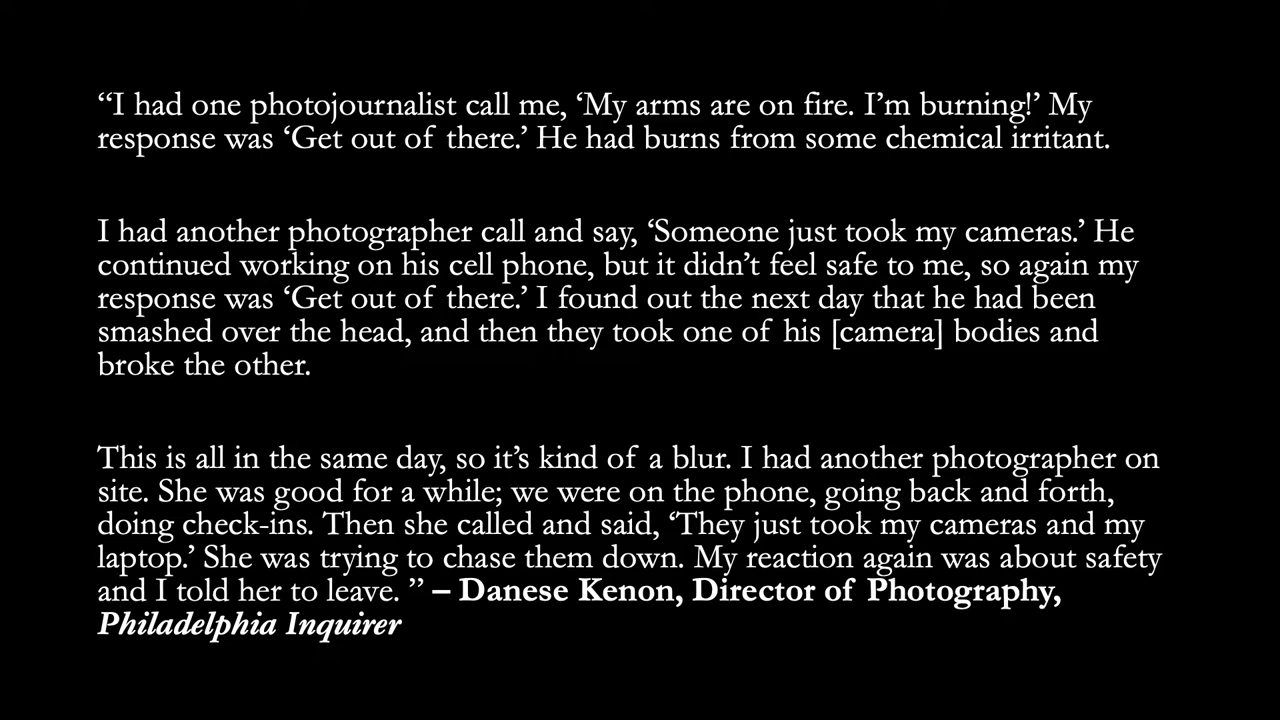 “I had one photojournalist call me, ‘My arms are on fire. I’m burning!’ My
response was ‘Get out of there.’ He had burns from some chemical irritant.
I had another photographer call and say, ‘Someone just took my cameras.’ He
continued working on his cell phone, but it didn’t feel safe to me, so again my
response was ‘Get out of there.’ I found out the next day that he had been
smashed over the head, and then they took one of his [camera] bodies and
broke the other.
This is all in the same day, so it’s kind of a blur. I had another photographer on
site. She was good for a while; we were on the phone, going back and forth,
doing check-ins. Then she called and said, ‘They just took my cameras and my
laptop.’ She was trying to chase them down. My reaction again was about safety
and I told her to leave. ” – Danese Kenon, Director of Photography,
Philadelphia Inquirer